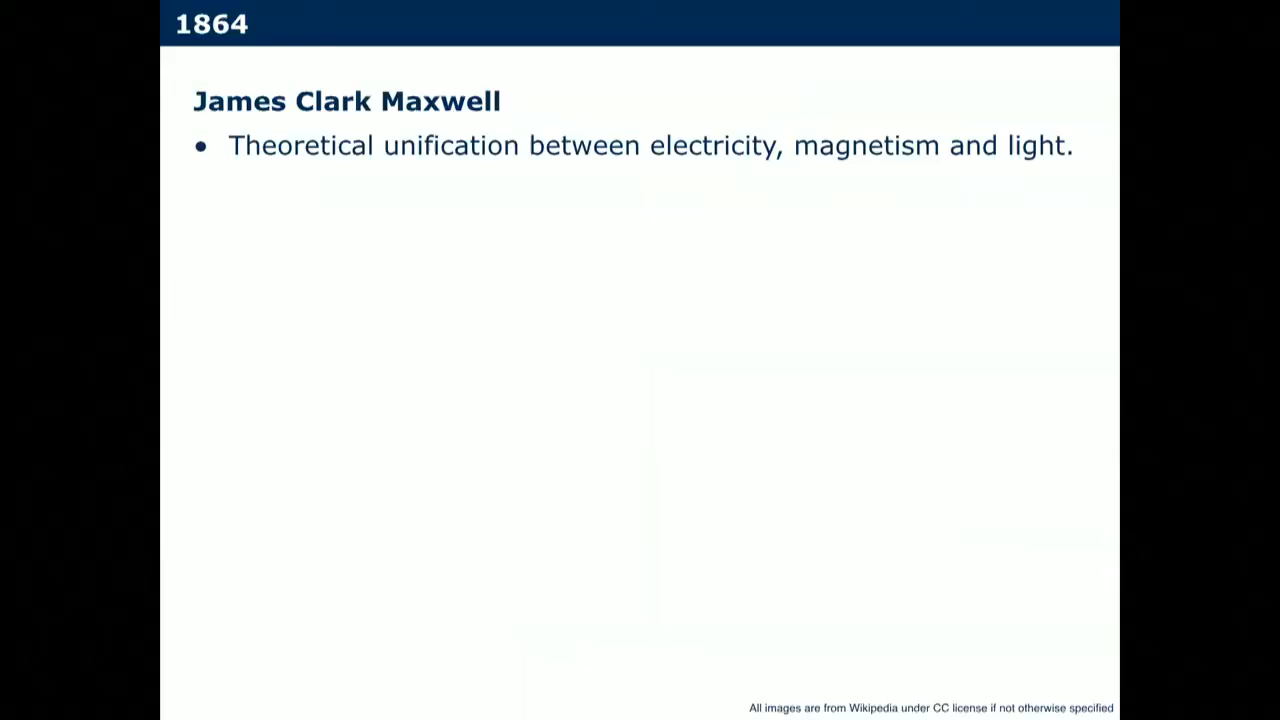 1864
James Clark Maxwell
• Theoretical unification between electricity, magnetism and light.
All images are from Wikipedia under CC license if not otherwise specified